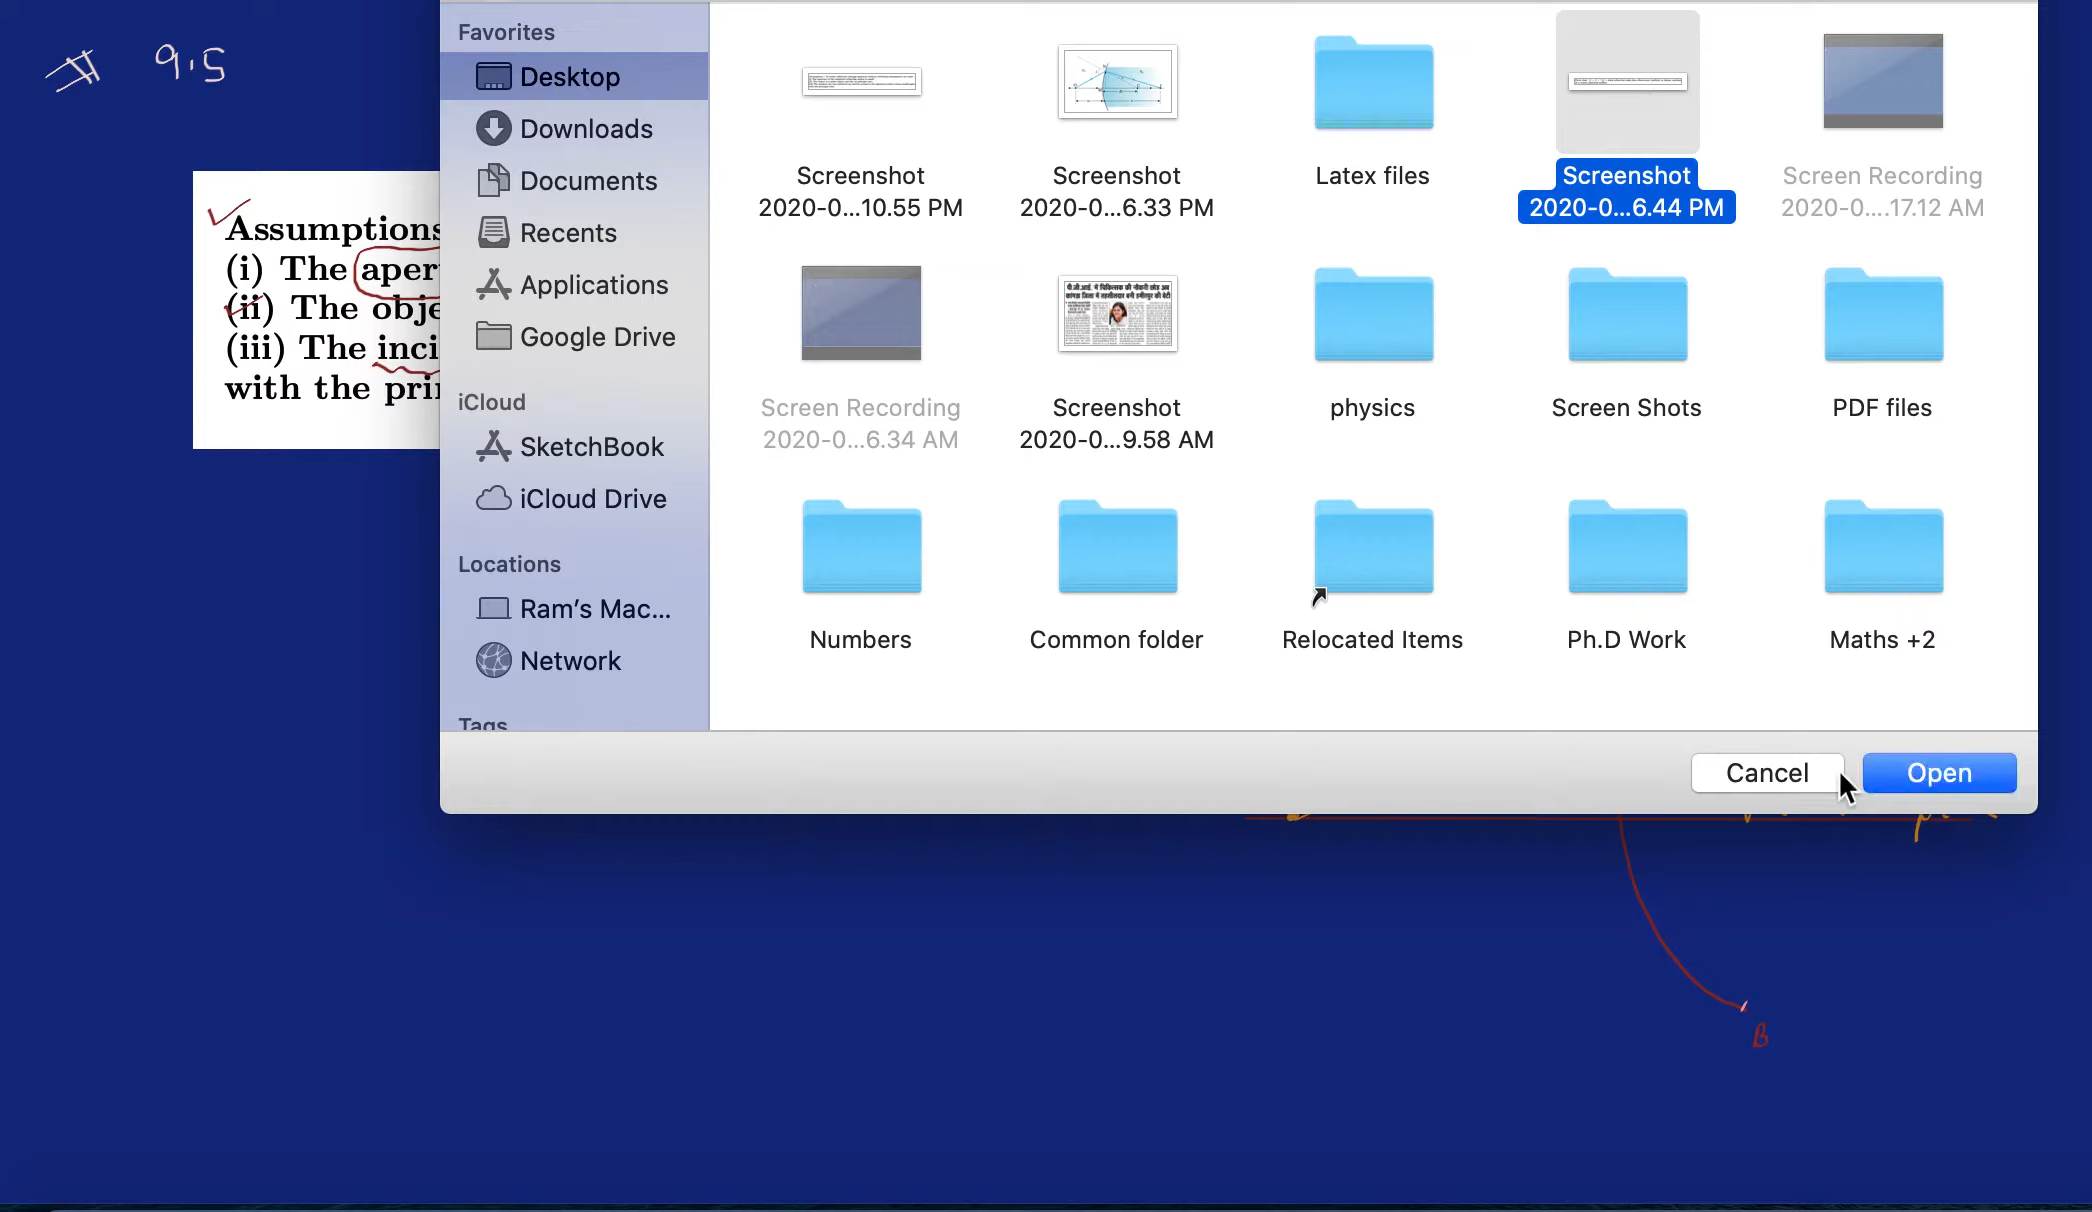 # 9.5
Assumptions
(i) The aper
(ii) The obje
(iii) The inci
with the prin
Favorites
Desktop
Downloads
Documents
Recents
Applications
Google Drive
iCloud
SketchBook
iCloud Drive
Locations
Ram’s Mac...
Network
Tags
Screenshot
2020-0...10.55 PM
Screenshot
2020-0...6.33 PM
Latex files
Screenshot
2020-0...6.44 PM
Screen Recording
2020-0....17.12 AM
Screen Recording
2020-0...6.34 AM
Screenshot
2020-0...9.58 AM
physics
Screen Shots
PDF files
Numbers
Common folder
Relocated Items
Ph.D Work
Maths +2
Cancel
Open
B